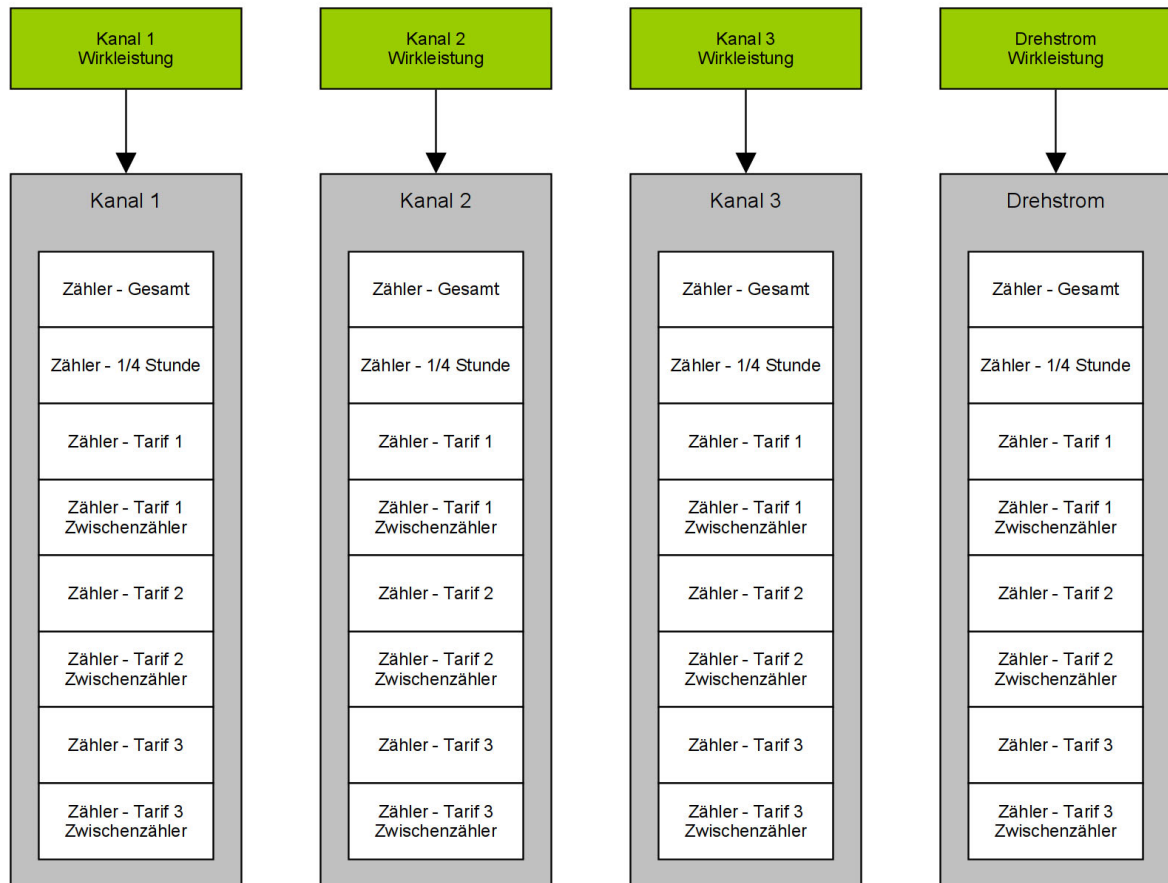 Kanal 1
Wirkleistung
Kanal 1
Zähler - Gesamt
Zähler - 1/4 Stunde
Zähler - Tarif 1
Zähler - Tarif 1
Zwischenzähler
Zähler - Tarif 2
Zähler - Tarif 2
Zwischenzähler
Zähler - Tarif 3
Zähler - Tarif 3
Zwischenzähler
Kanal 2
Wirkleistung
Kanal 2
Zähler - Gesamt
Zähler - 1/4 Stunde
Zähler - Tarif 1
Zähler - Tarif 1
Zwischenzähler
Zähler - Tarif 2
Zähler - Tarif 2
Zwischenzähler
Zähler - Tarif 3
Zähler - Tarif 3
Zwischenzähler
Kanal 3
Wirkleistung
Kanal 3
Zähler - Gesamt
Zähler - 1/4 Stunde
Zähler - Tarif 1
Zähler - Tarif 1
Zwischenzähler
Zähler - Tarif 2
Zähler - Tarif 2
Zwischenzähler
Zähler - Tarif 3
Zähler - Tarif 3
Zwischenzähler
Drehstrom
Wirkleistung
Drehstrom
Zähler - Gesamt
Zähler - 1/4 Stunde
Zähler - Tarif 1
Zähler - Tarif 1
Zwischenzähler
Zähler - Tarif 2
Zähler - Tarif 2
Zwischenzähler
Zähler - Tarif 3
Zähler - Tarif 3
Zwischenzähler